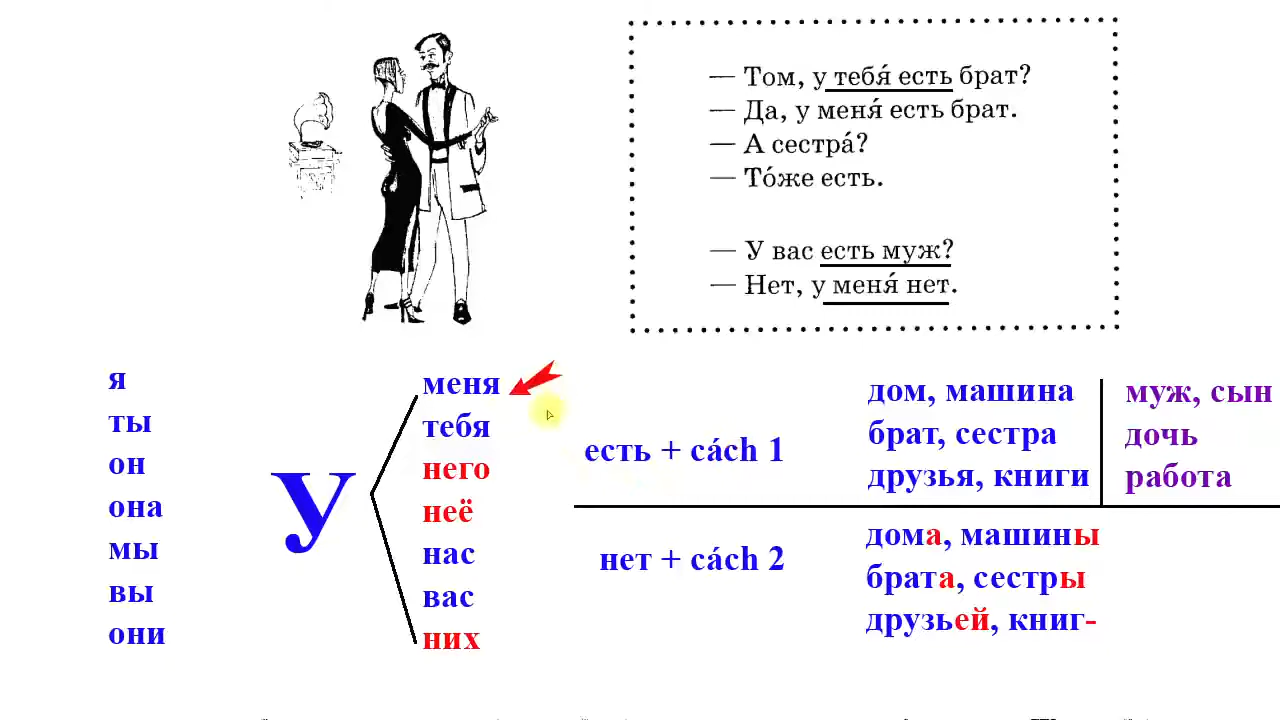 — Том, у тебя́ есть брат?
— Да, у меня́ есть брат.
— А сестра́?
— То́же есть.
— У вас есть муж?
— Нет, у меня́ нет.
я
ты
он
она
мы
вы
они
У
меня
тебя
него
неё
нас
вас
них
есть + cách 1
дом, машина
брат, сестра
друзья, книги
муж, сын
дочь
работа
нет + cách 2
дома, машины
брата, сестры
друзьей, книг-